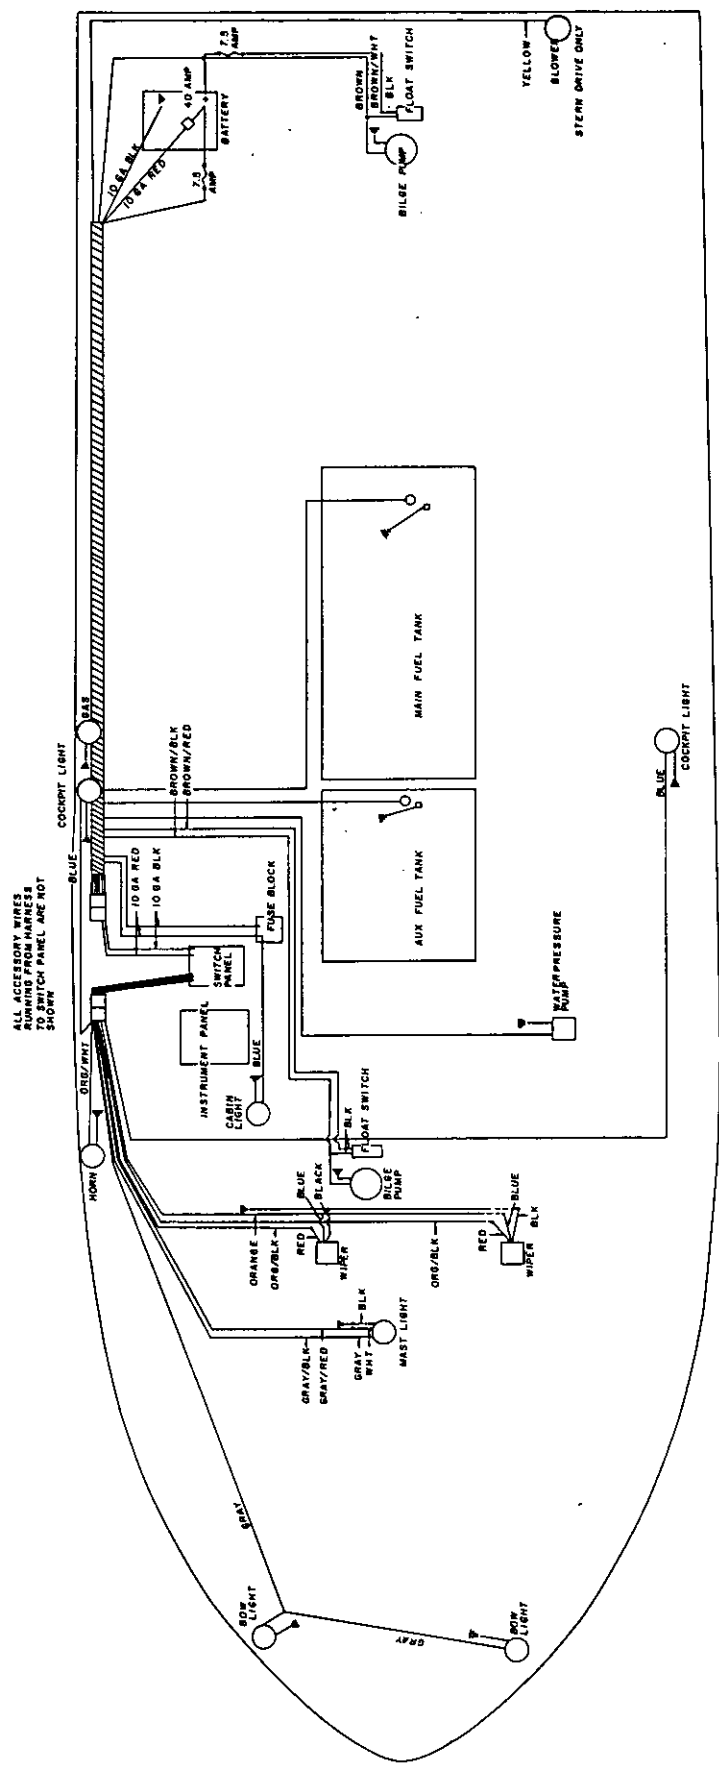 ALL ACCESSORY WIRES
RUNNING FROM HARNESS
TO SWITCH PANEL ARE NOT
SHOWN
7.5
AMP
40 AMP
BATTERY
10 GA BLK
10 GA RED
7.5
AMP
BROWN
BROWN/WHT
BLK
FLOAT SWITCH
BILGE PUMP
YELLOW
BLOWER
STERN DRIVE ONLY
GAS
COCKPIT LIGHT
BLUE
BROWN/BLK
BROWN/RED
10 GA RED
10 GA BLK
FUSE BLOCK
SWITCH
PANEL
INSTRUMENT PANEL
BLUE
CABIN
LIGHT
MAIN FUEL TANK
AUX FUEL TANK
WATERPRESSURE
PUMP
BLUE
COCKPIT LIGHT
ORG/WHT
HORN
BLK
FLOAT SWITCH
BILGE
PUMP
BLUE
BLACK
RED
WIPER
ORANGE
ORG/BLK
ORG/BLK
RED
BLUE
BLK
WIPER
BLK
MAST LIGHT
GRAY/BLK
GRAY/RED
GRAY
WHT
GRAY
BOW
LIGHT
GRAY
BOW
LIGHT